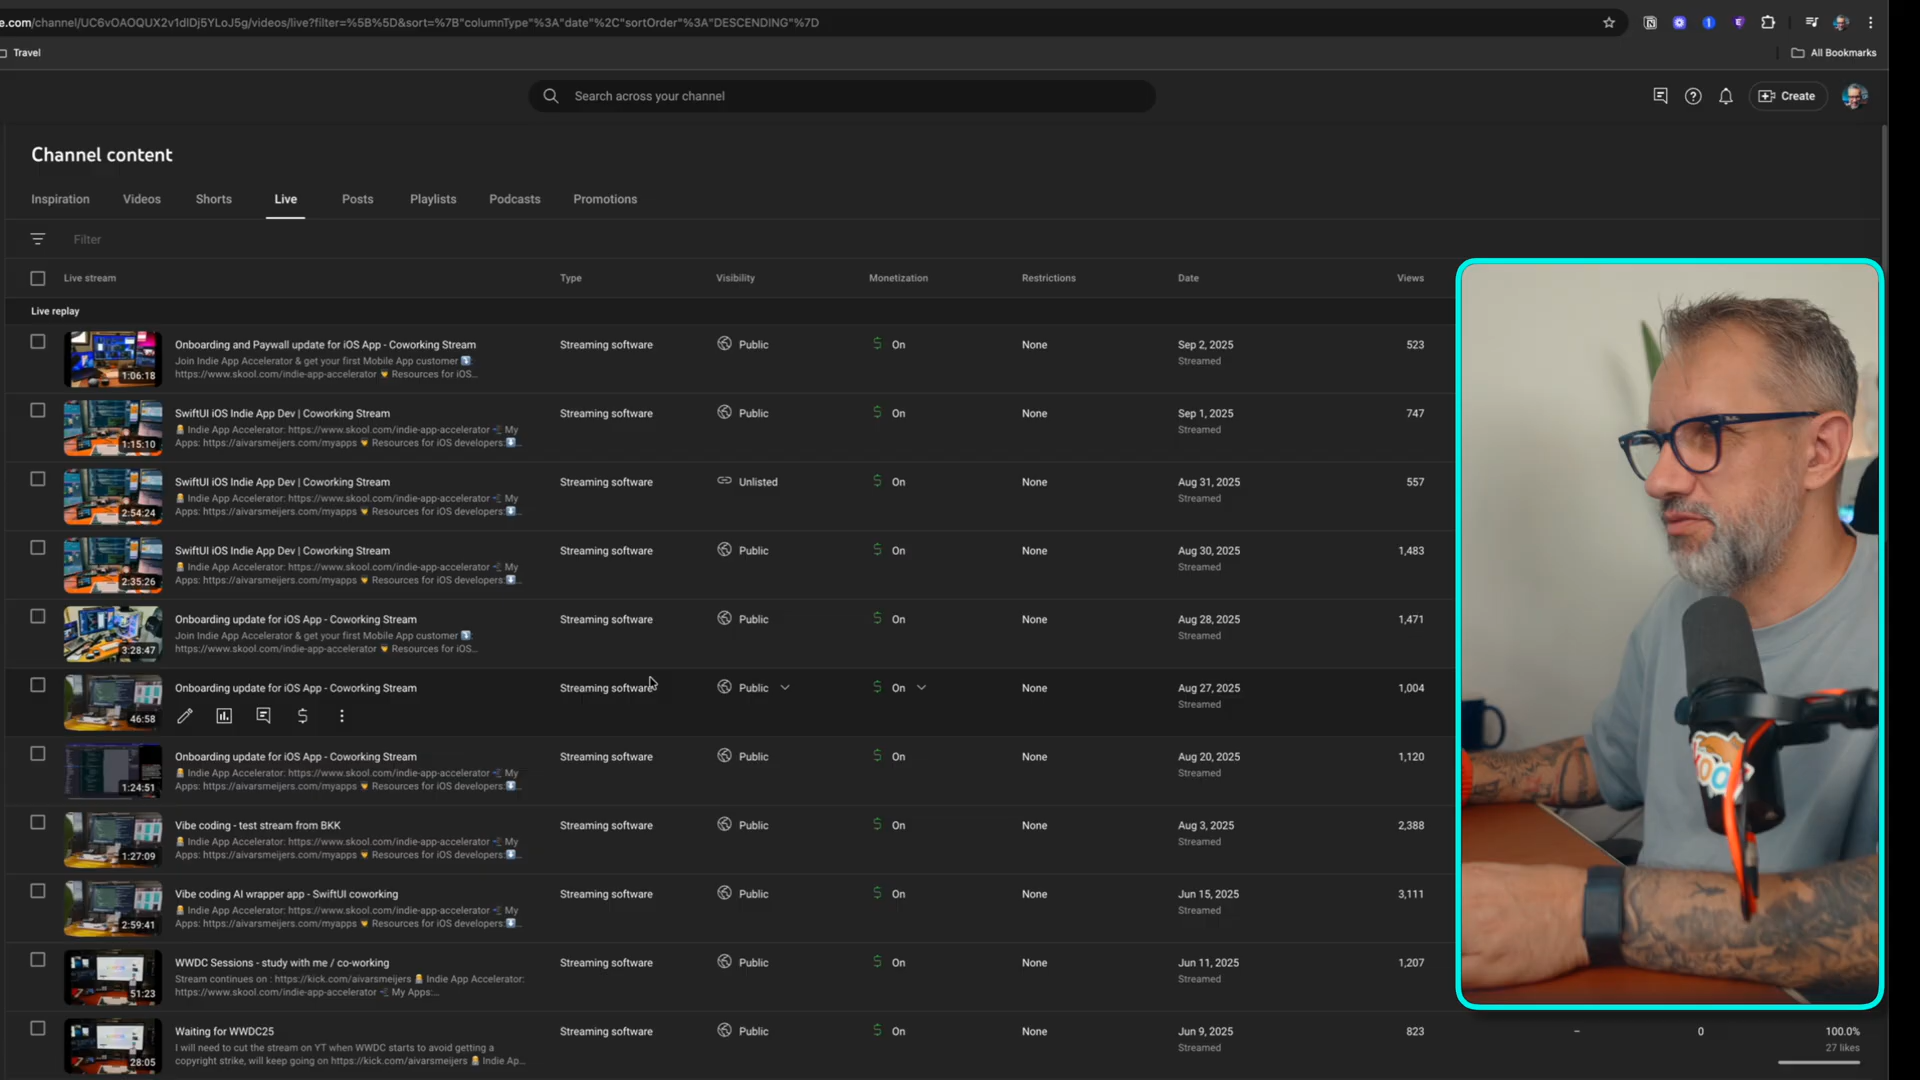 e.com/channel/UC6vOAOQUX2v1dlDj5YLoJ5g/videos/live?filter=%5B%5D&sort=%7B"columnType"%3A"date"%2C"sortOrder"%3A"DESCENDING"%7D
Travel
All Bookmarks
Search across your channel
Create
Channel content
Inspiration Videos Shorts Live Posts Playlists Podcasts Promotions
Filter
Live stream Type Visibility Monetization Restrictions Date Views
Live replay
Onboarding and Paywall update for iOS App - Coworking Stream Streaming software Public On None Sep 2, 2025 523
Join Indie App Accelerator & get your first Mobile App customer Streamed
https://www.skool.com/indie-app-accelerator Resources for iOS...
1:06:18
SwiftUI iOS Indie App Dev | Coworking Stream Streaming software Public On None Sep 1, 2025 747
Indie App Accelerator: https://www.skool.com/indie-app-accelerator My Streamed
Apps: https://aivarsmeijers.com/myapps Resources for iOS developers:...
1:15:10
SwiftUI iOS Indie App Dev | Coworking Stream Streaming software Unlisted On None Aug 31, 2025 557
Indie App Accelerator: https://www.skool.com/indie-app-accelerator My Streamed
Apps: https://aivarsmeijers.com/myapps Resources for iOS developers:...
2:54:24
SwiftUI iOS Indie App Dev | Coworking Stream Streaming software Public On None Aug 30, 2025 1,483
Indie App Accelerator: https://www.skool.com/indie-app-accelerator My Streamed
Apps: https://aivarsmeijers.com/myapps Resources for iOS developers:...
2:35:26
Onboarding update for iOS App - Coworking Stream Streaming software Public On None Aug 28, 2025 1,471
Join Indie App Accelerator & get your first Mobile App customer Streamed
https://www.skool.com/indie-app-accelerator Resources for iOS...
3:28:47
Onboarding update for iOS App - Coworking Stream Streaming software Public On None Aug 27, 2025 1,004
Streamed
46:58
Onboarding update for iOS App - Coworking Stream Streaming software Public On None Aug 20, 2025 1,120
Indie App Accelerator: https://www.skool.com/indie-app-accelerator My Streamed
Apps: https://aivarsmeijers.com/myapps Resources for iOS developers:...
1:24:51
Vibe coding - test stream from BKK Streaming software Public On None Aug 3, 2025 2,388
Indie App Accelerator: https://www.skool.com/indie-app-accelerator My Streamed
Apps: https://aivarsmeijers.com/myapps Resources for iOS developers:...
1:27:09
Vibe coding AI wrapper app - SwiftUI coworking Streaming software Public On None Jun 15, 2025 3,111
Indie App Accelerator: https://www.skool.com/indie-app-accelerator My Streamed
Apps: https://aivarsmeijers.com/myapps Resources for iOS developers:...
2:59:41
WWDC Sessions - study with me / co-working Streaming software Public On None Jun 11, 2025 1,207
Stream continues on : https://kick.com/aivarsmeijers Indie App Accelerator: Streamed
https://www.skool.com/indie-app-accelerator My Apps:...
51:23
Waiting for WWDC25 Streaming software Public On None Jun 9, 2025 823 – 0 100.0%
I will need to cut the stream on YT when WWDC starts to avoid getting a Streamed 27 likes
copyright strike, will keep going on https://kick.com/aivarsmeijers Indie Ap...
28:05